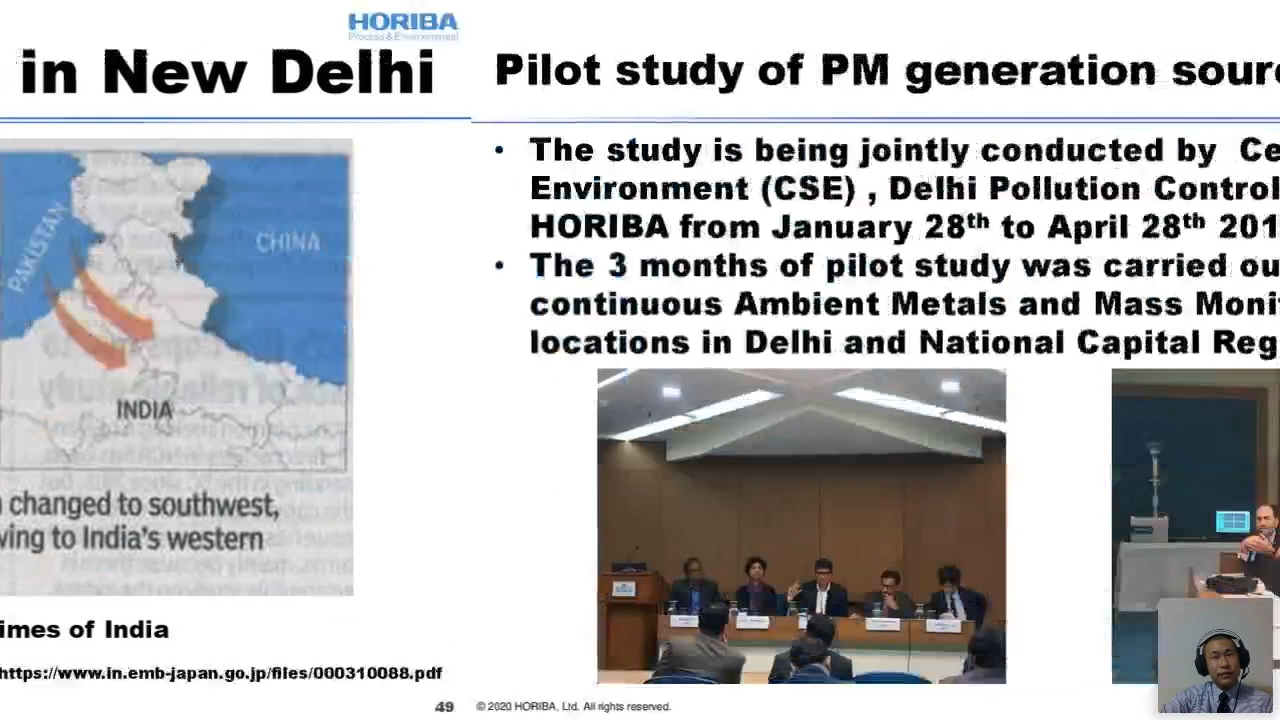 HORIBA
Process & Environmental
in New Delhi
PAKISTAN
CHINA
INDIA
changed to southwest,
ving to India's western
imes of India
https://www.in.emb-japan.go.jp/files/000310088.pdf
49
Pilot study of PM generation sour
• The study is being jointly conducted by Ce
Environment (CSE) , Delhi Pollution Control
HORIBA from January 28th to April 28th 201
• The 3 months of pilot study was carried ou
continuous Ambient Metals and Mass Moni
locations in Delhi and National Capital Reg
© 2020 HORIBA, Ltd. All rights reserved.